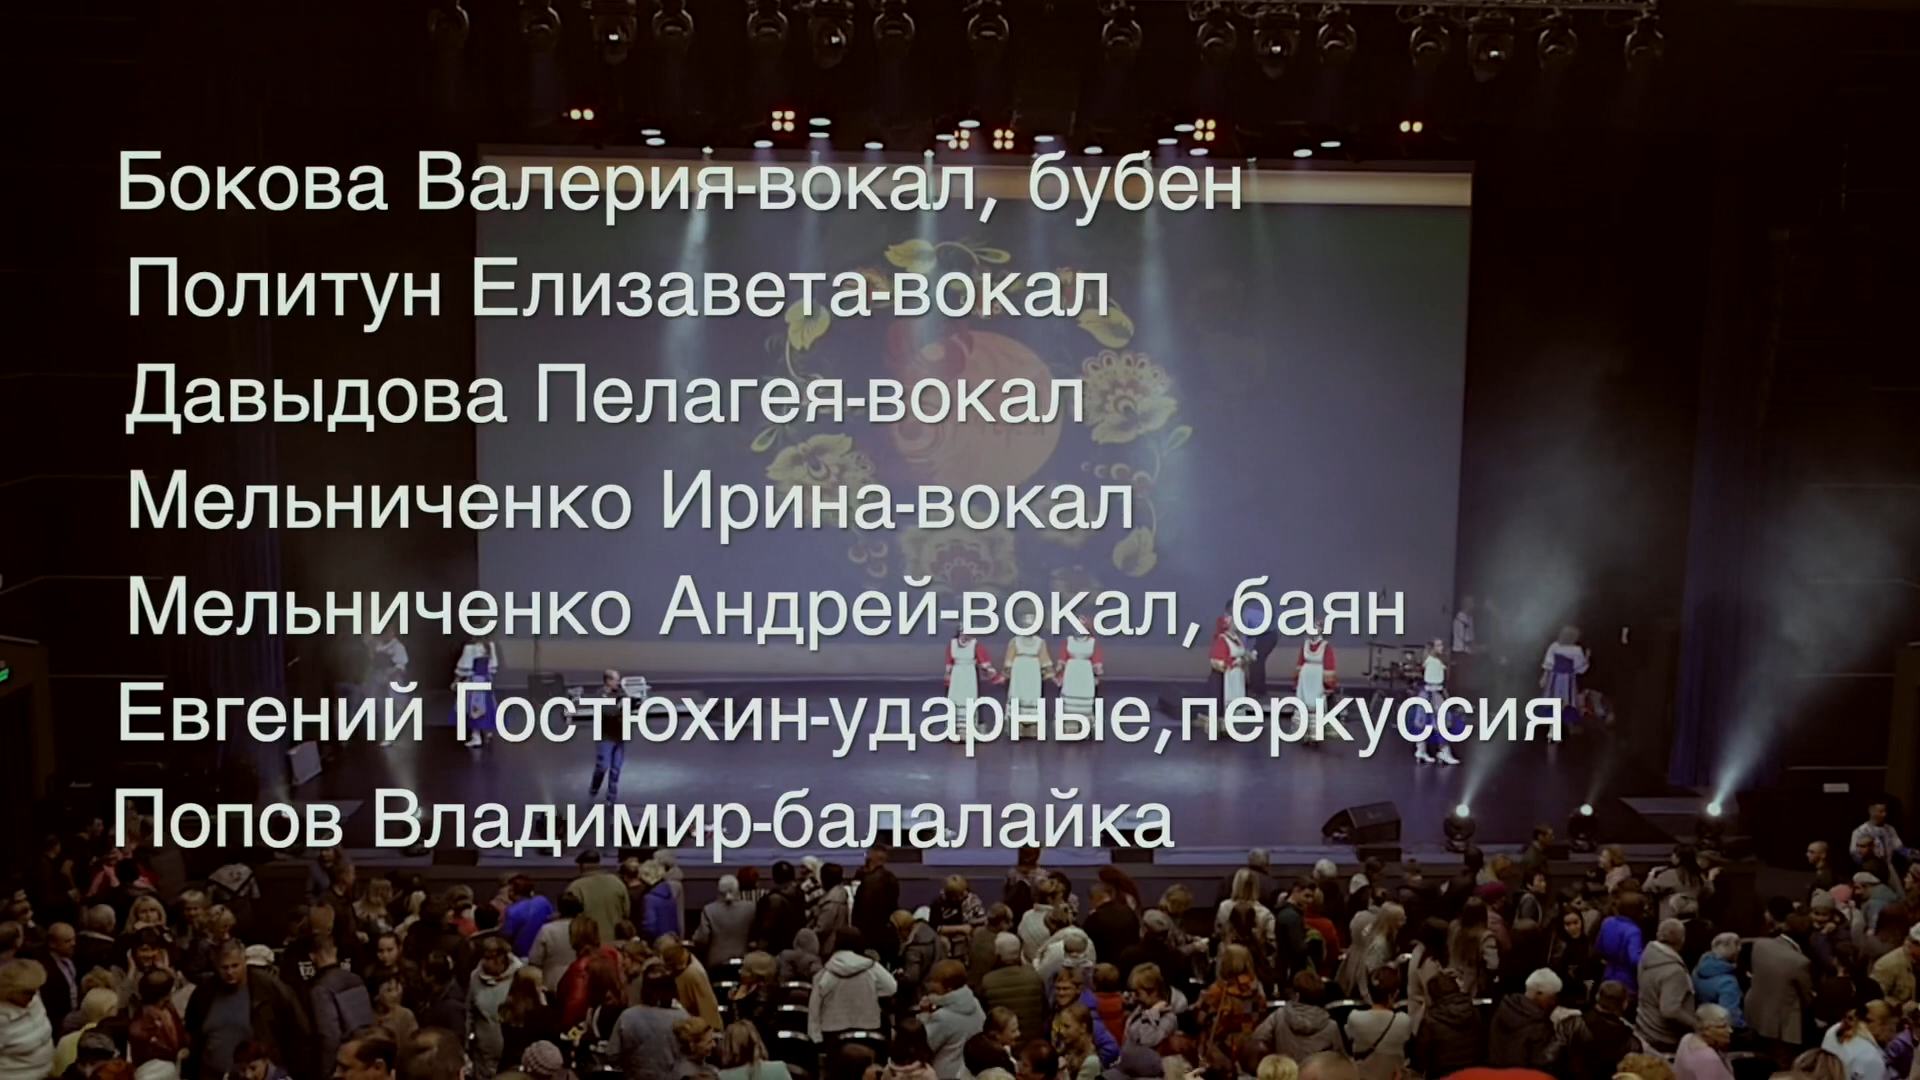 Бокова Валерия-вокал, бубен
Политун Елизавета-вокал
Давыдова Пелагея-вокал
Мельниченко Ирина-вокал
Мельниченко Андрей-вокал, баян
Евгений Гостюхин-ударные,перкуссия
Попов Владимир-балалайка